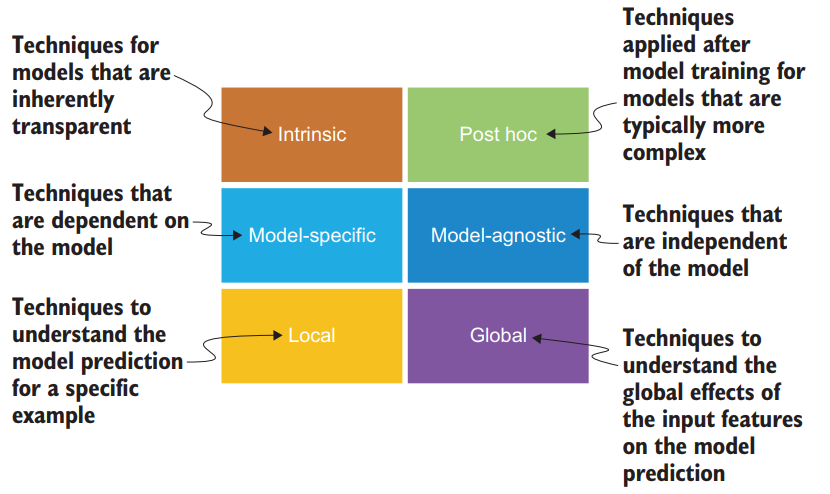 Techniques for
models that are
inherently
transparent
Intrinsic
Post hoc
Techniques
applied after
model training for
models that are
typically more
complex
Techniques that
are dependent on
the model
Model-specific
Model-agnostic
Techniques that
are independent
of the model
Techniques to
understand the
model prediction
for a specific
example
Local
Global
Techniques to
understand the
global effects of
the input features
on the model
prediction